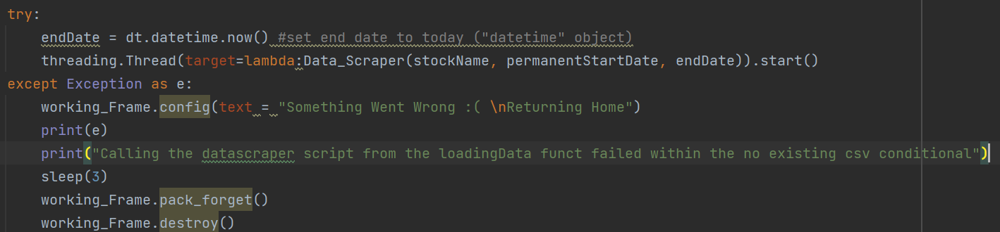 try:
endDate = dt.datetime.now() #set end date to today ("datetime" object)
threading.Thread(target=lambda:Data_Scraper(stockName, permanentStartDate, endDate)).start()
except Exception as e:
working_Frame.config(text = "Something Went Wrong :( \nReturning Home")
print(e)
print("Calling the datascraper script from the loadingData funct failed within the no existing csv conditional")
sleep(3)
working_Frame.pack_forget()
working_Frame.destroy()